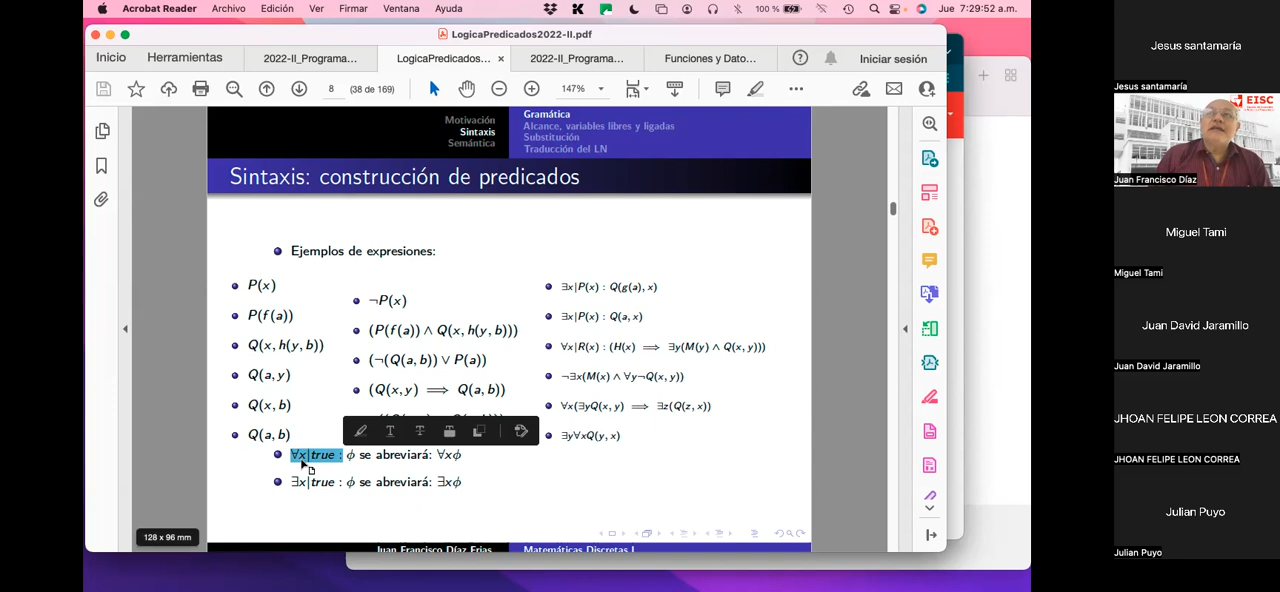 Acrobat Reader Archivo Edición Ver Firmar Ventana Ayuda 100 % Jue 7:29:52 a.m.
LogicaPredicados2022-II.pdf
Inicio Herramientas 2022-II_Programa... LogicaPredicados... × 2022-II_Programa... Funciones y Dato... Iniciar sesión
8 (38 de 169) 147%
Motivación
Sintaxis
Semántica
Gramática
Alcance, variables libres y ligadas
Substitución
Traducción del LN
Sintaxis: construcción de predicados
Ejemplos de expresiones:
P(x)
P(f(a))
Q(x, h(y, b))
Q(a, y)
Q(x, b)
Q(a, b)
¬P(x)
(P(f(a)) ∧ Q(x, h(y, b)))
(¬(Q(a, b)) ∨ P(a))
(Q(x, y) ⟹ Q(a, b))
∃x|P(x) : Q(g(a), x)
∃x|P(x) : Q(a, x)
∀x|R(x) : (H(x) ⟹ ∃y(M(y) ∧ Q(x, y)))
¬∃x(M(x) ∧ ∀y¬Q(x, y))
∀x(∃yQ(x, y) ⟹ ∃z(Q(z, x))
∃y∀xQ(y, x)
∀x|true : ϕ se abreviará: ∀xϕ
∃x|true : ϕ se abreviará: ∃xϕ
128 x 96 mm
Juan Francisco Díaz Frias Matemáticas Discretas I
Jesus santamaría
Jesus santamaría
EISC
Juan Francisco Díaz
Miguel Tami
Miguel Tami
Juan David Jaramillo
Juan David Jaramillo
JHOAN FELIPE LEON CORREA
JHOAN FELIPE LEON CORREA
Julian Puyo
Julian Puyo